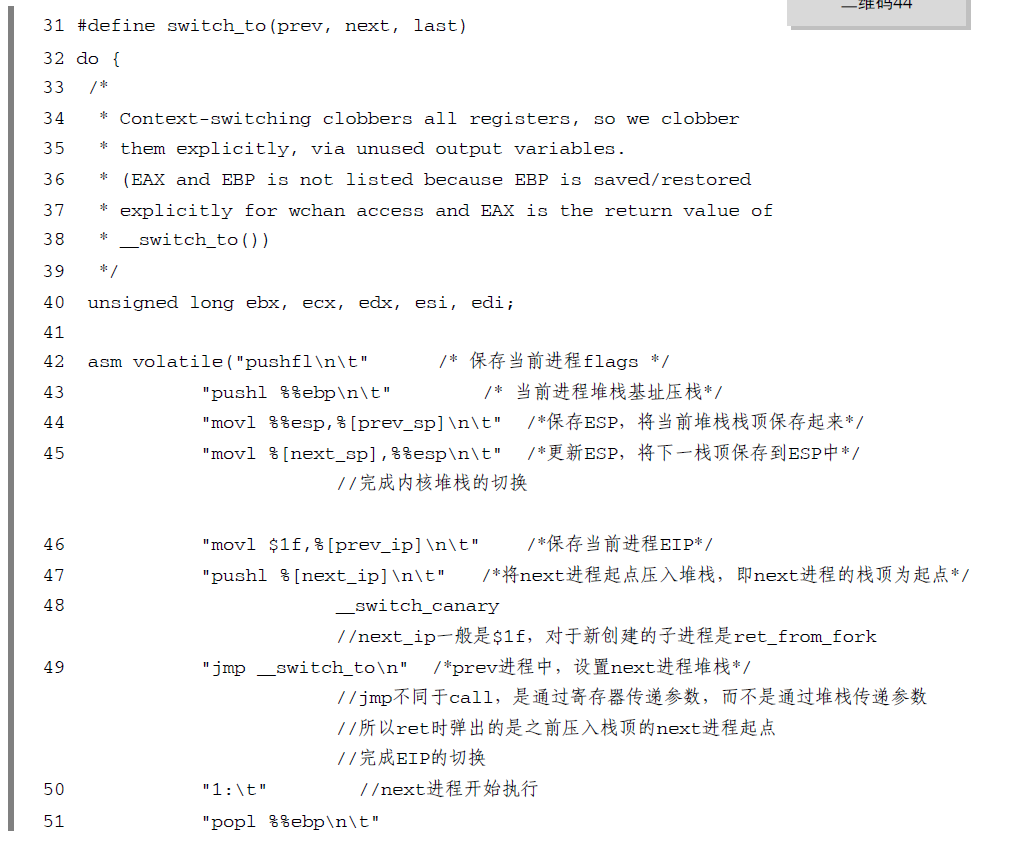 二维码44
31 #define switch_to(prev, next, last)
32 do {
33 /*
34 * Context-switching clobbers all registers, so we clobber
35 * them explicitly, via unused output variables.
36 * (EAX and EBP is not listed because EBP is saved/restored
37 * explicitly for wchan access and EAX is the return value of
38 * __switch_to())
39 */
40 unsigned long ebx, ecx, edx, esi, edi;
41
42 asm volatile("pushfl\n\t" /* 保存当前进程flags */
43 "pushl %%ebp\n\t" /* 当前进程堆栈基址压栈*/
44 "movl %%esp,%[prev_sp]\n\t" /*保存ESP，将当前堆栈栈顶保存起来*/
45 "movl %[next_sp],%%esp\n\t" /*更新ESP，将下一栈顶保存到ESP中*/
//完成内核堆栈的切换
46 "movl $1f,%[prev_ip]\n\t" /*保存当前进程EIP*/
47 "pushl %[next_ip]\n\t" /*将next进程起点压入堆栈，即next进程的栈顶为起点*/
48 __switch_canary
//next_ip一般是$1f，对于新创建的子进程是ret_from_fork
49 "jmp __switch_to\n" /*prev进程中，设置next进程堆栈*/
//jmp不同于call，是通过寄存器传递参数，而不是通过堆栈传递参数
//所以ret时弹出的是之前压入栈顶的next进程起点
//完成EIP的切换
50 "1:\t" //next进程开始执行
51 "popl %%ebp\n\t"